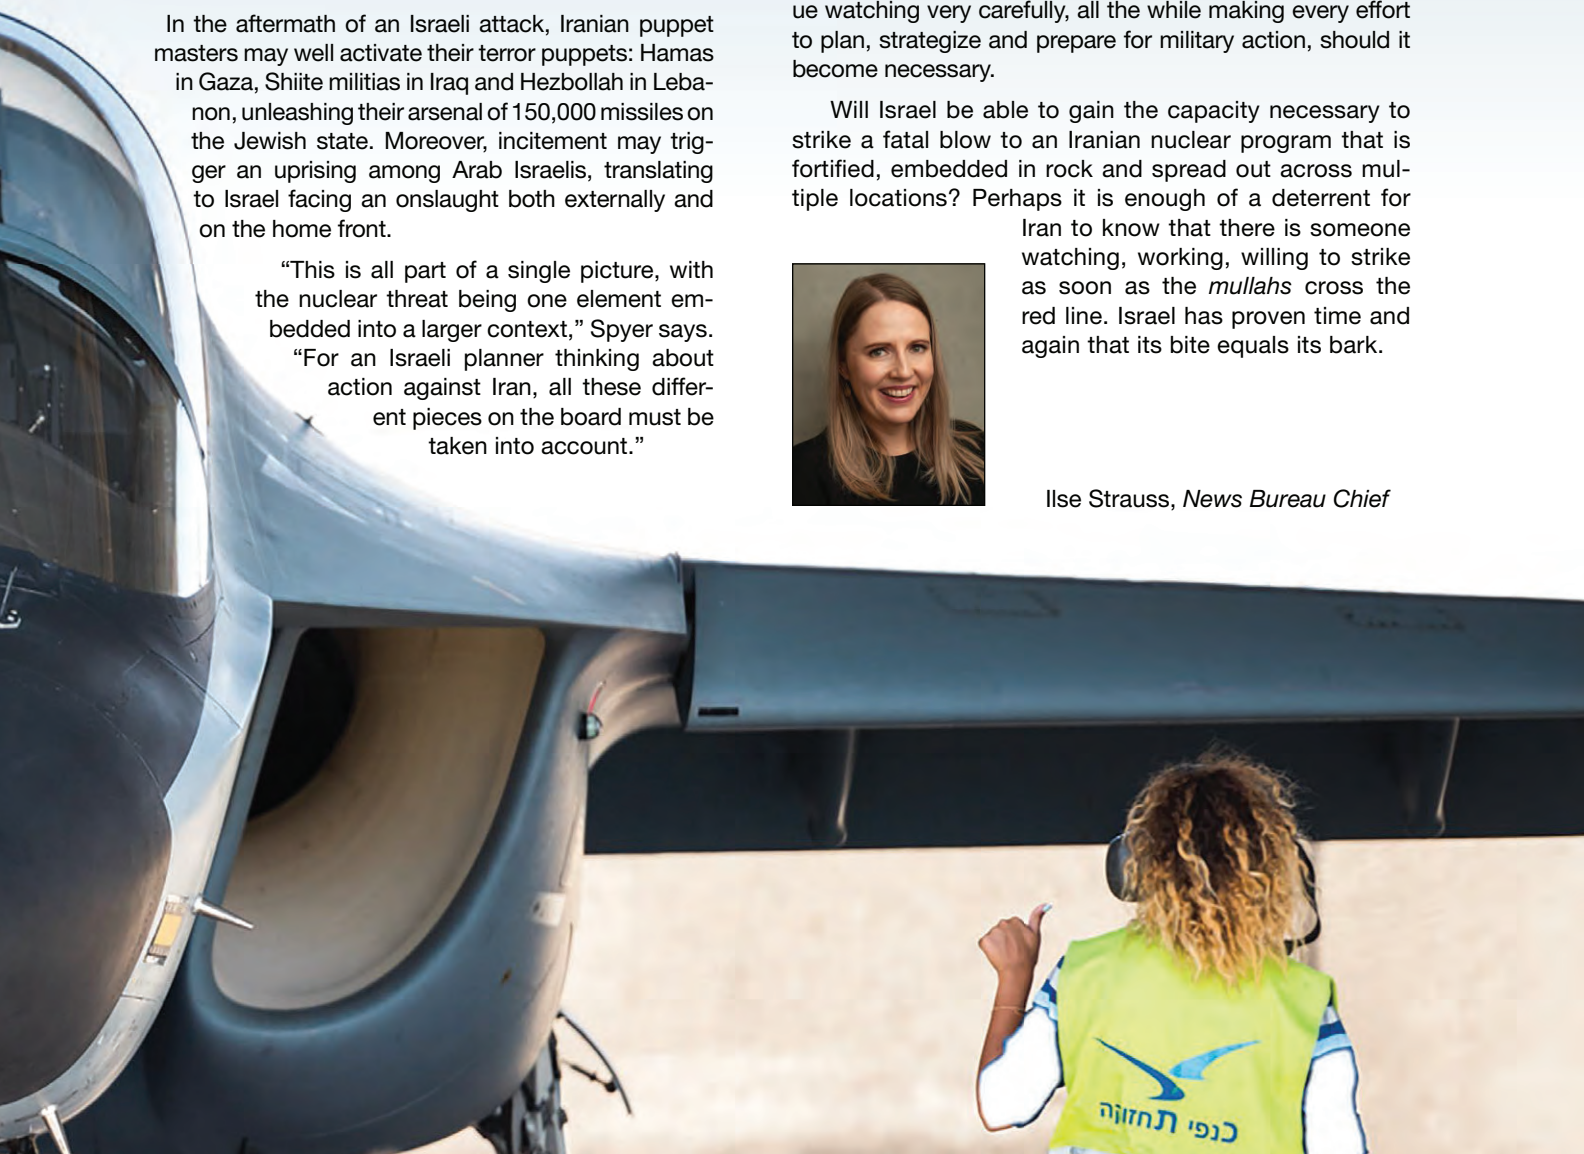 In the aftermath of an Israeli attack, Iranian puppet
masters may well activate their terror puppets: Hamas
in Gaza, Shiite militias in Iraq and Hezbollah in Leba-
non, unleashing their arsenal of 150,000 missiles on
the Jewish state. Moreover, incitement may trig-
ger an uprising among Arab Israelis, translating
to Israel facing an onslaught both externally and
on the home front.
“This is all part of a single picture, with
the nuclear threat being one element em-
bedded into a larger context,” Spyer says.
“For an Israeli planner thinking about
action against Iran, all these differ-
ent pieces on the board must be
taken into account.”
ue watching very carefully, all the while making every effort
to plan, strategize and prepare for military action, should it
become necessary.
Will Israel be able to gain the capacity necessary to
strike a fatal blow to an Iranian nuclear program that is
fortified, embedded in rock and spread out across mul-
tiple locations? Perhaps it is enough of a deterrent for
Iran to know that there is someone
watching, working, willing to strike
as soon as the mullahs cross the
red line. Israel has proven time and
again that its bite equals its bark.
Ilse Strauss, News Bureau Chief
כנפי תחזוקה